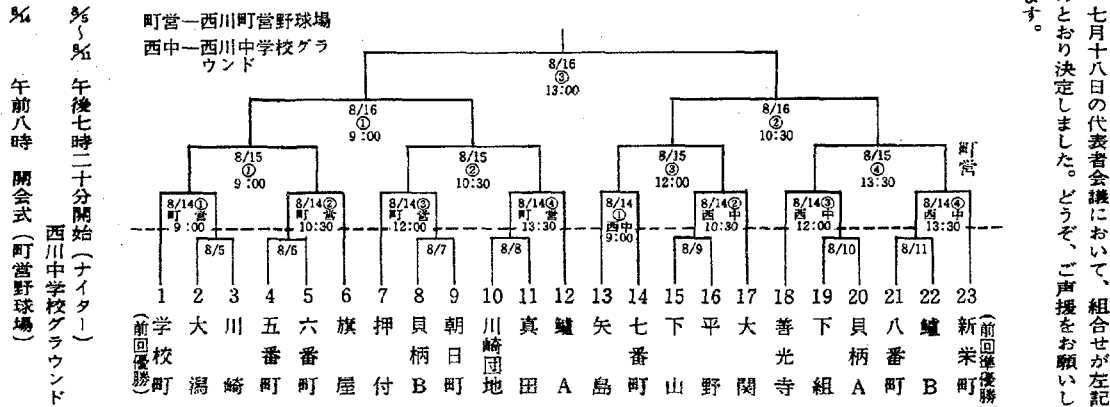 七月十八日の代表者会議において、組合せが左記
のとおり決定しました。どうぞ、ご声援をお願いし
ます。
町営―西川町営野球場
西中―西川中学校グラ
ウンド
8/16
③
13:00
8/16
①
9:00
8/16
②
10:30
8/15
①
9:00
8/15
②
10:30
8/15
③
12:00
8/15
④
13:30
町営
8/14①
町営
9:00
8/14②
町営
10:30
8/14③
町営
12:00
8/14④
町営
13:30
8/14
①
西中
9:00
8/14②
西中
10:30
8/14③
西中
12:00
8/14④
西中
13:30
8/5
8/6
8/7
8/8
8/9
8/10
8/11
1 学校町 (前回優勝)
2 大潟
3 川崎
4 五番町
5 六番町
6 旗屋
7 押付
8 貝柄B
9 朝日町
10 川崎団地
11 真田
12 鱸A
13 矢島
14 七番町
15 下山
16 平野
17 大関
18 善光寺
19 下組
20 貝柄A
21 八番町
22 鱸B
23 新栄町 (前回準優勝)
8/5~8/11 午後七時二十分開始(ナイター)
西川中学校グラウンド
8/14 午前八時 開会式(町営野球場)